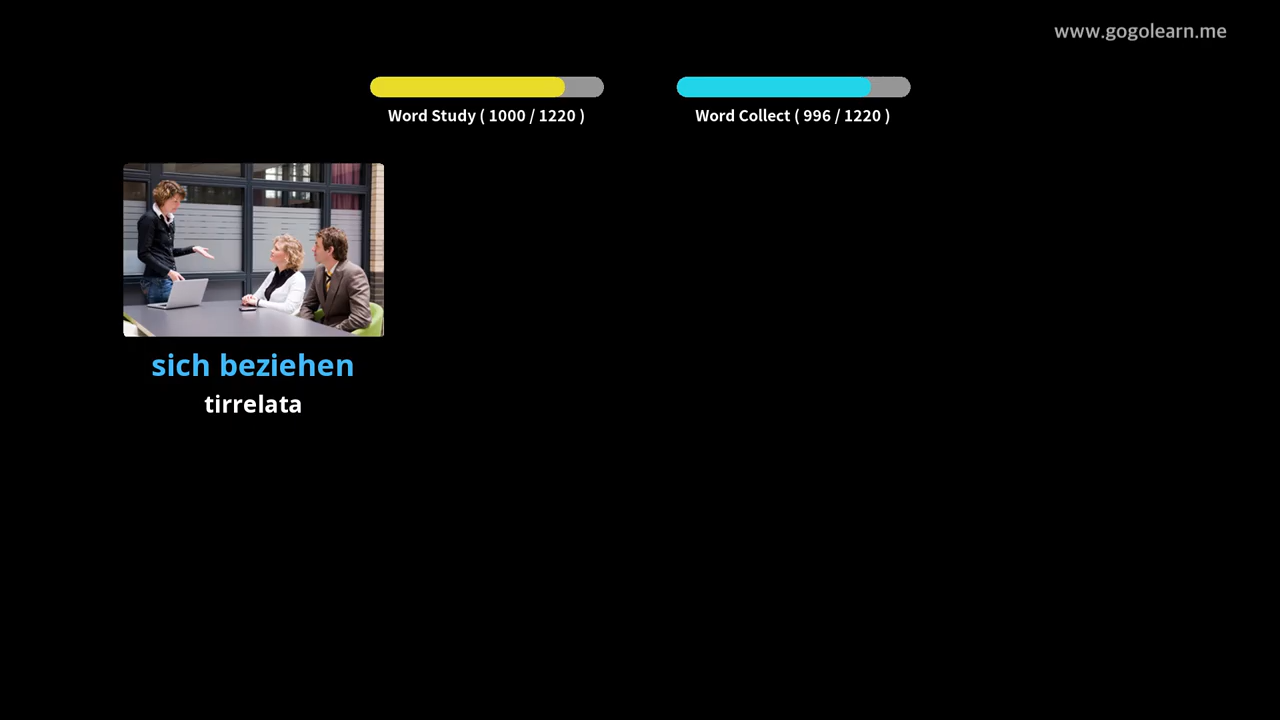 www.gogolearn.me
Word Study ( 1000 / 1220 )
Word Collect ( 996 / 1220 )
sich beziehen
tirrelata